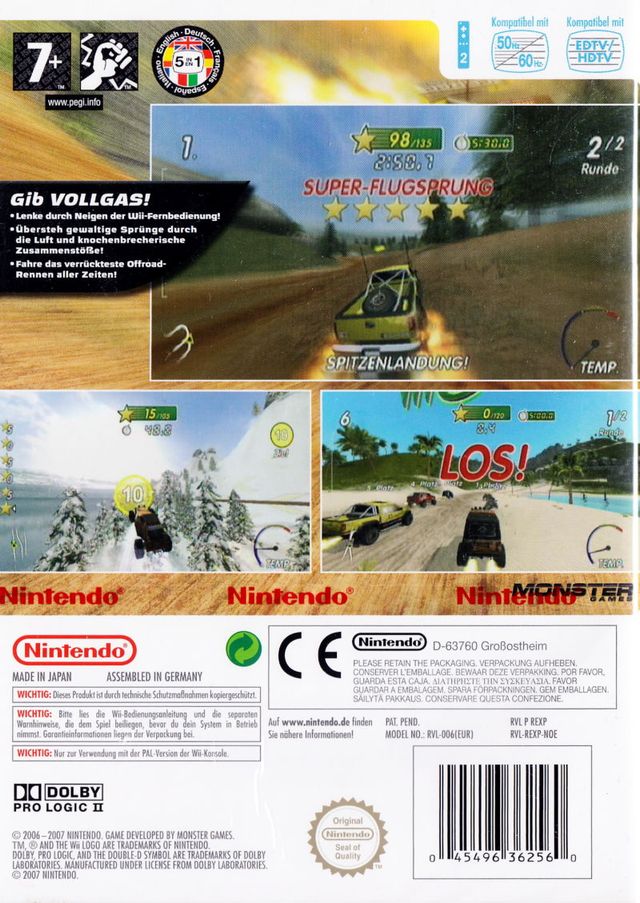 7+
www.pegi.info
English • Deutsch • Français • Español • Italiano
5 IN EN 1
2
Kompatibel mit
50Hz
60Hz
Kompatibel mit
EDTV/
HDTV
Gib VOLLGAS!
• Lenke durch Neigen der Wii-Fernbedienung!
• Übersteh gewaltige Sprünge durch
die Luft und knochenbrecherische
Zusammenstöße!
• Fahre das verrückteste Offroad-
Rennen aller Zeiten!
1.
98/135
5:30.0
2:50.7
2/2
Runde
SUPER-FLUGSPRUNG
SPITZENLANDUNG!
TEMP.
15/105
10
Ziel
10
TEMP.
6
0/120
1/2
Runde
LOS!
4. Platz
TEMP.
Nintendo®
Nintendo®
Nintendo
MONSTER
GAMES
Nintendo®
MADE IN JAPAN
ASSEMBLED IN GERMANY
WICHTIG: Dieses Produkt ist durch technische Schutzmaßnahmen kopiergeschützt.
WICHTIG: Bitte lies die Wii-Bedienungsanleitung und die separaten
Warnhinweise, die dem Spiel beiliegen, bevor du dein System in Betrieb
nimmst. Garantieinformationen liegen der Verpackung bei.
WICHTIG: Nur zur Verwendung mit der PAL-Version der Wii-Konsole.
CE
Nintendo® D-63760 Großostheim
PLEASE RETAIN THE PACKAGING. VERPACKUNG AUFHEBEN.
CONSERVER L'EMBALLAGE. BEWAAR DEZE VERPAKKING. POR FAVOR,
GUARDA ESTA CAJA. ΔΙΑΤΗΡΗΣΤΕ ΤΗΝ ΣΥΣΚΕΥΑΣΙΑ. FAVOR
GUARDAR A EMBALAGEM. SPARA FÖRPACKNINGEN. GEM EMBALLAGEN.
SÄILYTÄ PAKKAUS. CONSERVARE QUESTA CONFEZIONE.
Auf www.nintendo.de finden
Sie nähere Informationen!
PAT. PEND.
MODEL NO.: RVL-006(EUR)
RVL P REXP
RVL-REXP-NOE
DOLBY
PRO LOGIC II
© 2006–2007 NINTENDO. GAME DEVELOPED BY MONSTER GAMES.
TM, ® AND THE Wii LOGO ARE TRADEMARKS OF NINTENDO.
DOLBY, PRO LOGIC, AND THE DOUBLE-D SYMBOL ARE TRADEMARKS OF DOLBY
LABORATORIES. MANUFACTURED UNDER LICENSE FROM DOLBY LABORATORIES.
© 2007 NINTENDO.
Original
Nintendo
Seal of
Quality
TM
0 45496 36256 0